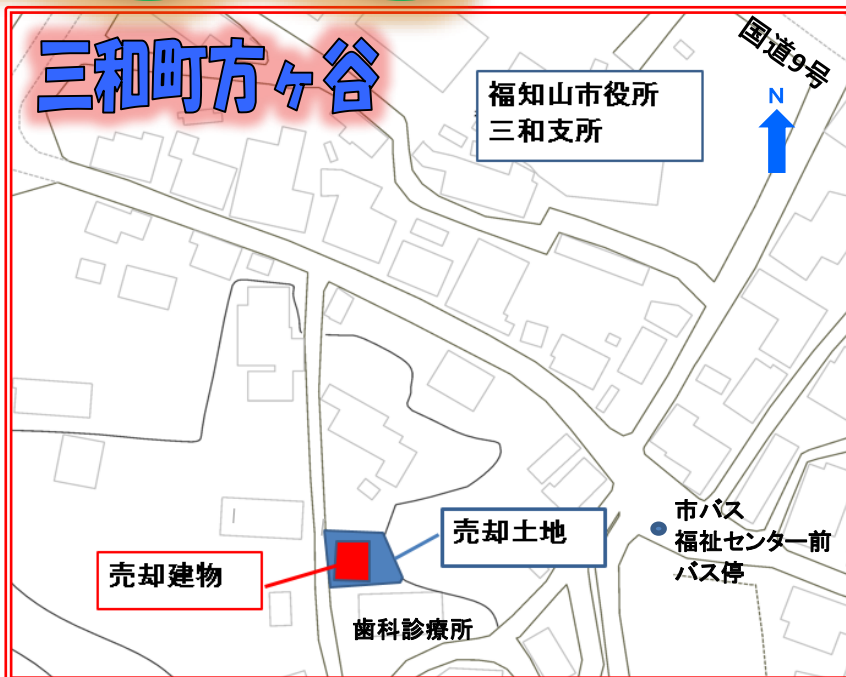 三和町方ヶ谷
国道9号
福知山市役所
三和支所
N
売却土地
市バス
福祉センター前
バス停
売却建物
歯科診療所